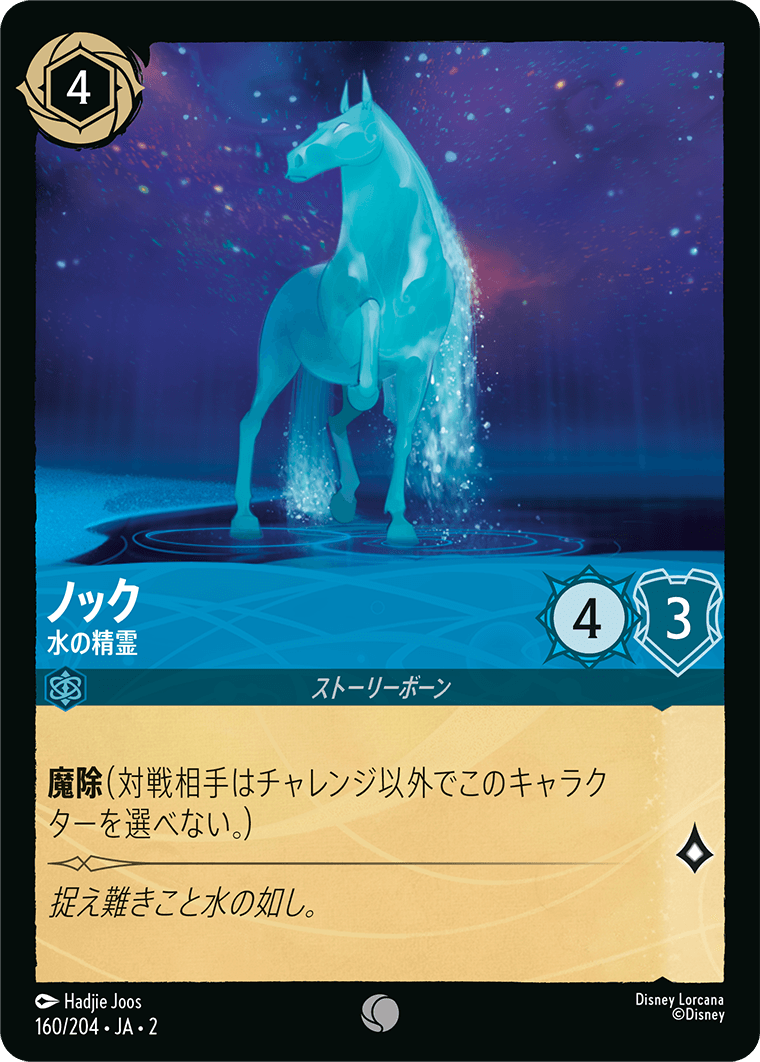 4
ノック
水の精霊
4
3
ストーリーボーン
魔除(対戦相手はチャレンジ以外でこのキャラク
ターを選べない。)
捉え難きこと水の如し。
Hadjie Joos
160/204・JA・2
Disney Lorcana
©Disney